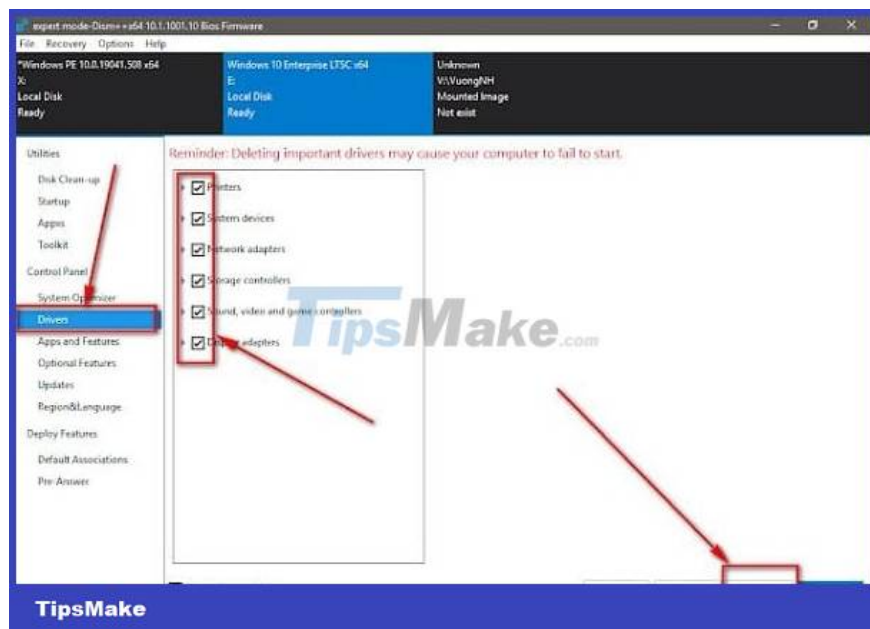 expert mode-Dism++x64 10.1.1001.10 Bios Firmware
File Recovery Options Help
*Windows PE 10.0.19041.508 x64
X:
Local Disk
Ready
Windows 10 Enterprise LTSC x64
E:
Local Disk
Ready
Unknown
V:\VuongNH
Mounted Image
Not exist
Utilities
Disk Clean-up
Startup
Appxs
Toolkit
Control Panel
System Optimizer
Drivers
Apps and Features
Optional Features
Updates
Region&Language
Deploy Features
Default Associations
Pre-Answer
Reminder: Deleting important drivers may cause your computer to fail to start.
Printers
System devices
Network adapters
Storage controllers
Sound, video and game controllers
Display adapters
TipsMake.com
TipsMake